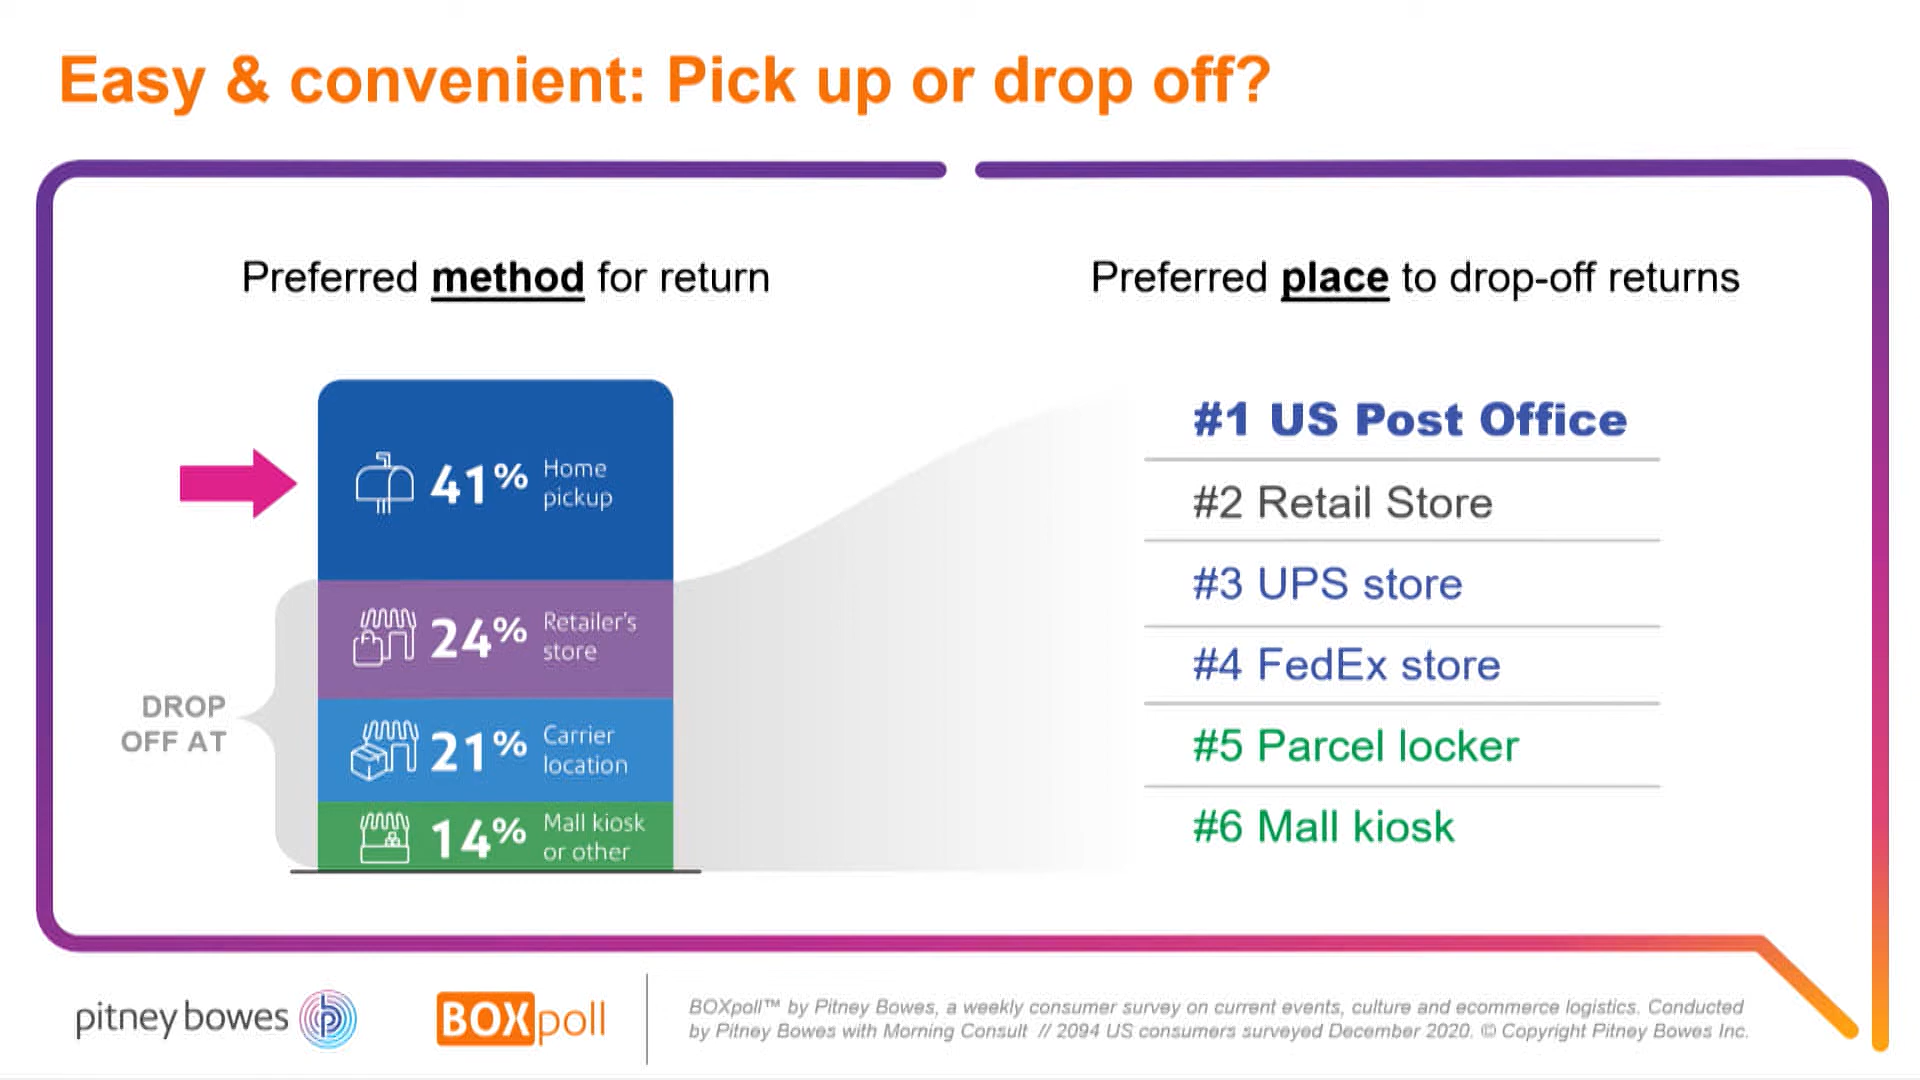 Easy & convenient: Pick up or drop off?
Preferred method for return
41% Home
pickup
24% Retailer's
store
21% Carrier
location
14% Mall kiosk
or other
DROP
OFF AT
Preferred place to drop-off returns
#1 US Post Office
#2 Retail Store
#3 UPS store
#4 FedEx store
#5 Parcel locker
#6 Mall kiosk
pitney bowes
BOXpoll
BOXpoll™ by Pitney Bowes, a weekly consumer survey on current events, culture and ecommerce logistics. Conducted
by Pitney Bowes with Morning Consult // 2094 US consumers surveyed December 2020. © Copyright Pitney Bowes Inc.